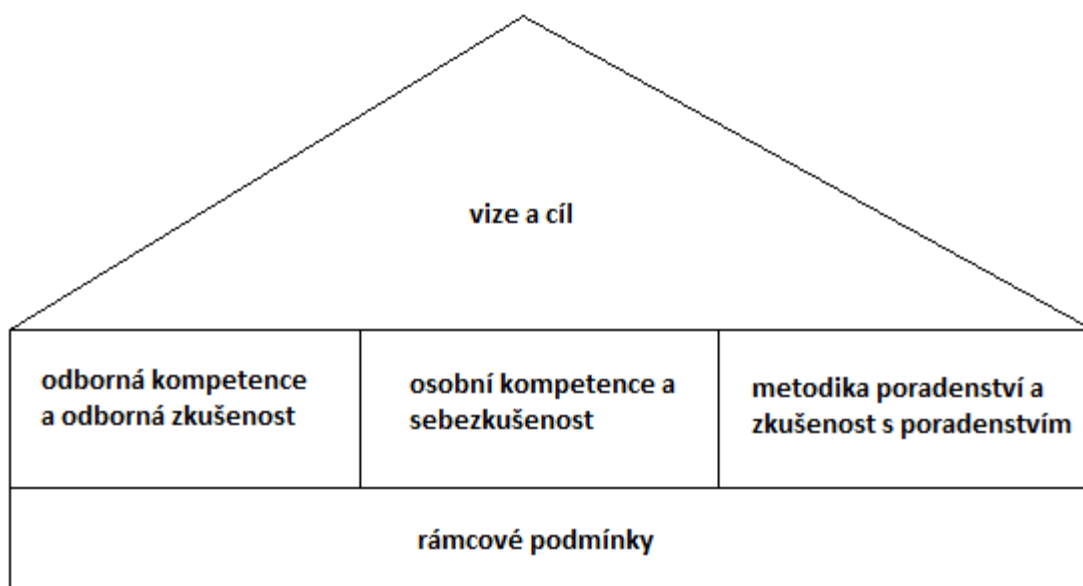 vize a cíl
odborná kompetence
a odborná zkušenost
osobní kompetence a
sebezkušenost
metodika poradenství a
zkušenost s poradenstvím
rámcové podmínky